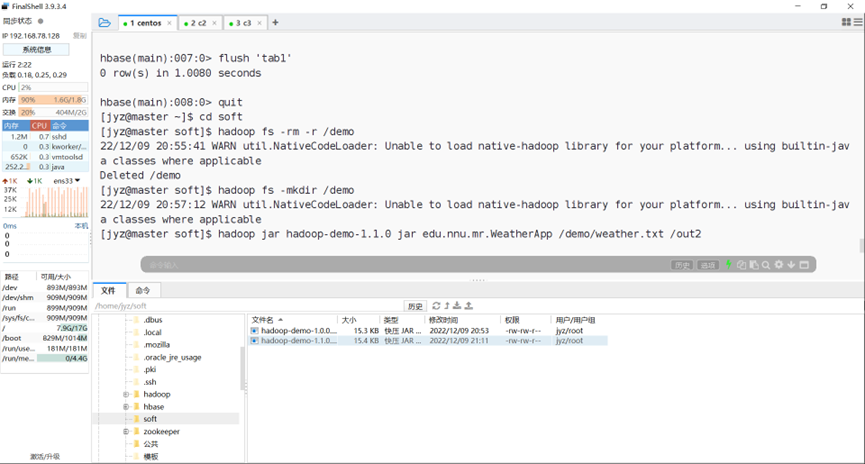 FinalShell 3.9.3.4
同步状态
1 centos
2 c2
3 c3
IP 192.168.78.128 复制
系统信息
运行 2:22
负载 0.18, 0.25, 0.29
CPU 2%
内存 90% 1.6G/1.8G
交换 20% 404M/2G
内存 CPU 命令
1.2M 0.7 sshd
0 0.3 kworker/...
652K 0.3 vmtoolsd
252.2... 0.3 java
1K 1K ens33
37K
25K
12K
0ms 本机
0
0
0
路径 可用/大小
/dev 893M/893M
/dev/shm 909M/909M
/run 899M/909M
/sys/fs/c... 909M/909M
/ 7.9G/17G
/boot 829M/1014M
/run/use... 181M/181M
/run/me... 0/4.4G
激活/升级
hbase(main):007:0> flush 'tab1'
0 row(s) in 1.0080 seconds
hbase(main):008:0> quit
[jyz@master ~]$ cd soft
[jyz@master soft]$ hadoop fs -rm -r /demo
22/12/09 20:55:41 WARN util.NativeCodeLoader: Unable to load native-hadoop library for your platform... using builtin-jav
a classes where applicable
Deleted /demo
[jyz@master soft]$ hadoop fs -mkdir /demo
22/12/09 20:57:12 WARN util.NativeCodeLoader: Unable to load native-hadoop library for your platform... using builtin-jav
a classes where applicable
[jyz@master soft]$ hadoop jar hadoop-demo-1.1.0 jar edu.nnu.mr.WeatherApp /demo/weather.txt /out2
命令输入
历史
选项
文件 命令
/home/jyz/soft
历史
.dbus
.local
.mozilla
.oracle_jre_usage
.pki
.ssh
hadoop
hbase
soft
zookeeper
公共
模板
文件名 大小 类型 修改时间 权限 用户/用户组
hadoop-demo-1.0.0.... 15.3 KB 快压 JAR ... 2022/12/09 20:53 -rw-rw-r-- jyz/root
hadoop-demo-1.1.0.... 15.4 KB 快压 JAR ... 2022/12/09 21:11 -rw-rw-r-- jyz/root